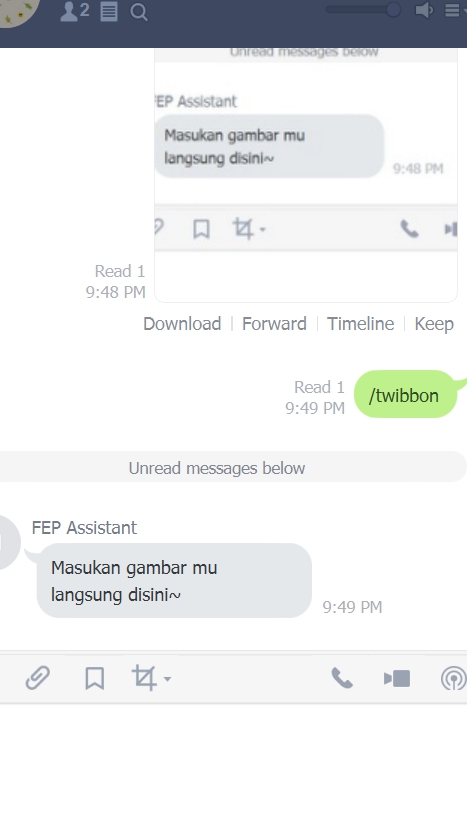 2
Unread messages below
FEP Assistant
Masukan gambar mu
langsung disini~
9:48 PM
Read 1
9:48 PM
Download | Forward | Timeline | Keep
Read 1
9:49 PM
/twibbon
Unread messages below
FEP Assistant
Masukan gambar mu
langsung disini~
9:49 PM